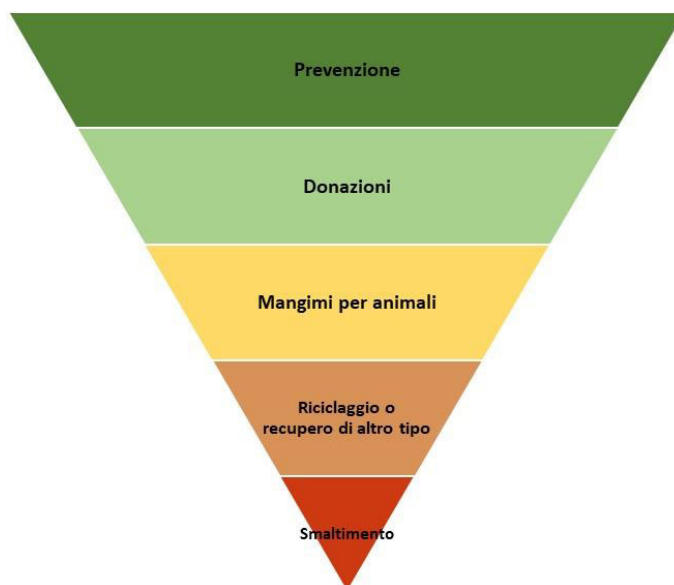 Prevenzione
Donazioni
Mangimi per animali
Riciclaggio o
recupero di altro tipo
Smaltimento